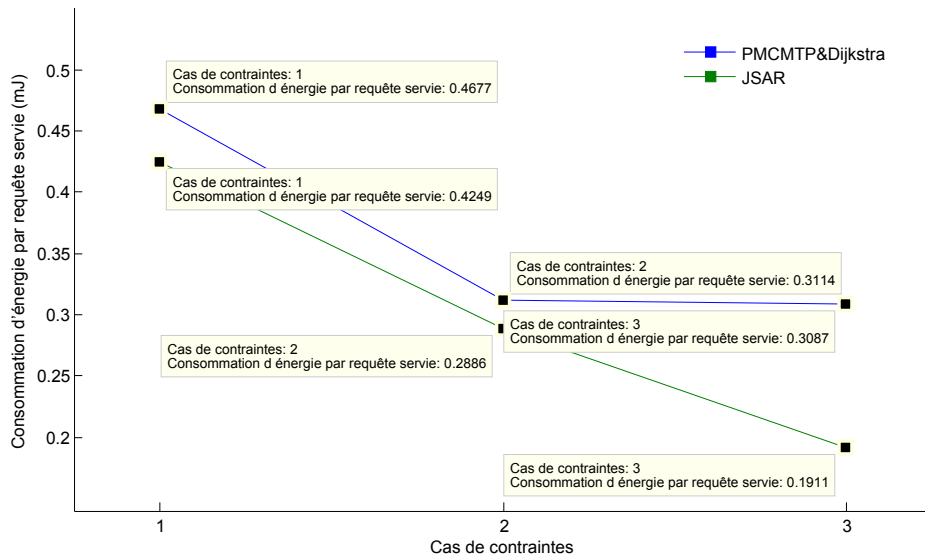 PMCMTP&Dijkstra
JSAR
Consommation d'énergie par requête servie (mJ)
0.5
0.45
0.4
0.35
0.3
0.25
0.2
Cas de contraintes: 1
Consommation d énergie par requête servie: 0.4677
Cas de contraintes: 1
Consommation d énergie par requête servie: 0.4249
Cas de contraintes: 2
Consommation d énergie par requête servie: 0.3114
Cas de contraintes: 3
Consommation d énergie par requête servie: 0.3087
Cas de contraintes: 2
Consommation d énergie par requête servie: 0.2886
Cas de contraintes: 3
Consommation d énergie par requête servie: 0.1911
1
2
3
Cas de contraintes